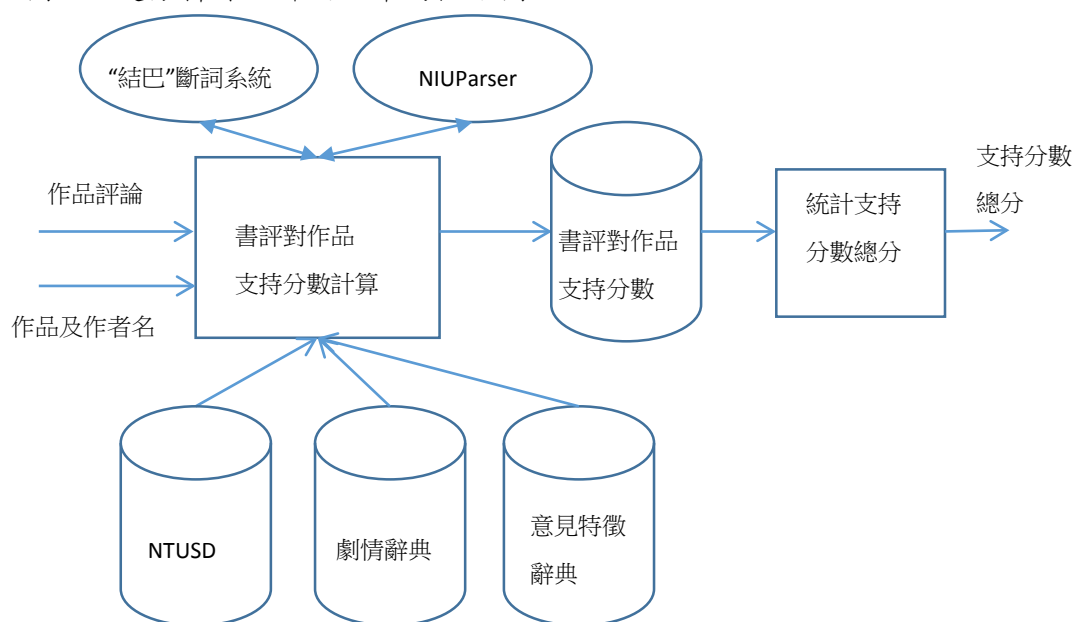 “結巴”斷詞系統
NIUParser
作品評論
作品及作者名
書評對作品
支持分數計算
書評對作品
支持分數
統計支持
分數總分
支持分數
總分
NTUSD
劇情辭典
意見特徵
辭典